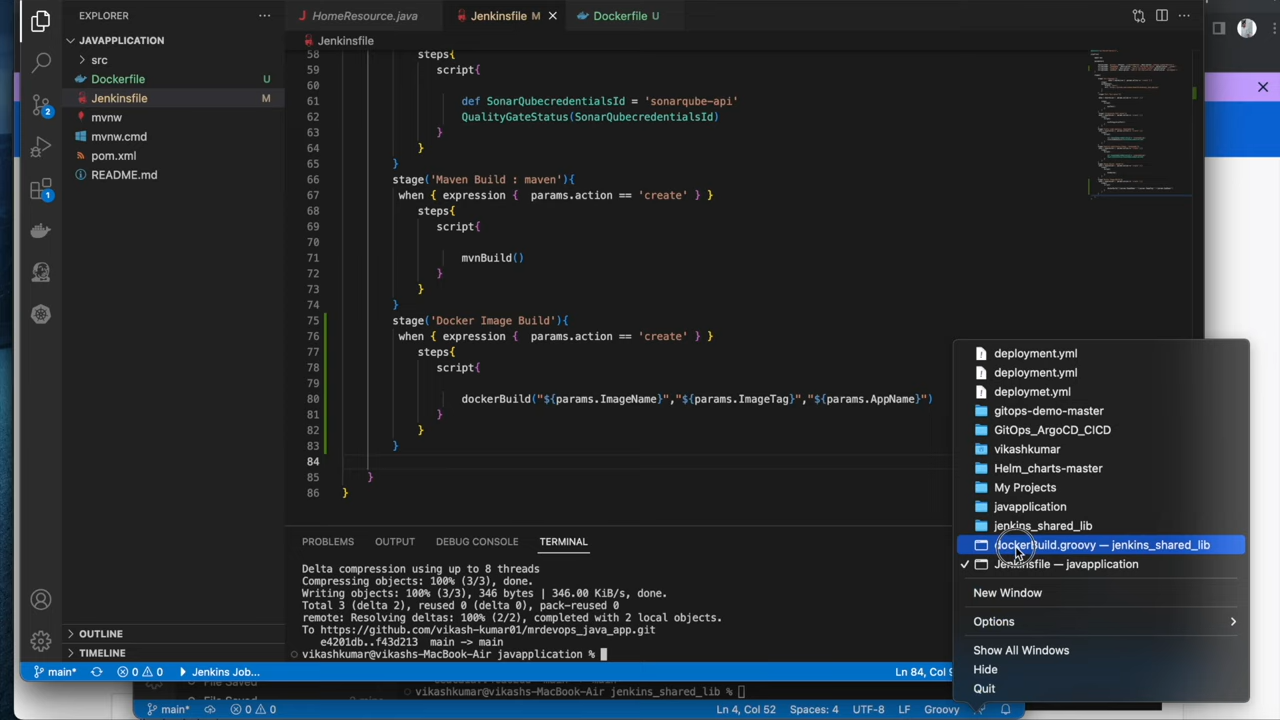 EXPLORER
JAVAPPLICATION
src
Dockerfile U
Jenkinsfile M
mvnw
mvnw.cmd
pom.xml
README.md
OUTLINE
TIMELINE
HomeResource.java
Jenkinsfile M
Dockerfile U
Jenkinsfile
58 steps{
59 script{
60
61 def SonarQubecredentialsId = 'sonarqube-api'
62 QualityGateStatus(SonarQubecredentialsId)
63 }
64 }
65 }
66 stage('Maven Build : maven'){
67 when { expression { params.action == 'create' } }
68 steps{
69 script{
70
71 mvnBuild()
72 }
73 }
74 }
75 stage('Docker Image Build'){
76 when { expression { params.action == 'create' } }
77 steps{
78 script{
79
80 dockerBuild("${params.ImageName}","${params.ImageTag}","${params.AppName}")
81 }
82 }
83 }
84
85 }
86 }
PROBLEMS OUTPUT DEBUG CONSOLE TERMINAL
Delta compression using up to 8 threads
Compressing objects: 100% (3/3), done.
Writing objects: 100% (3/3), 346 bytes | 346.00 KiB/s, done.
Total 3 (delta 2), reused 0 (delta 0), pack-reused 0
remote: Resolving deltas: 100% (2/2), completed with 2 local objects.
To https://github.com/vikash-kumar01/mrdevops_java_app.git
e4201db..f43d213 main -> main
vikashkumar@vikashs-MacBook-Air javapplication %
deployment.yml
deployment.yml
deploymet.yml
gitops-demo-master
GitOps_ArgoCD_CICD
vikashkumar
Helm_charts-master
My Projects
javapplication
jenkins_shared_lib
dockerBuild.groovy — jenkins_shared_lib
Jenkinsfile — javapplication
New Window
Options
Show All Windows
Hide
Quit
2
1
main* 0 0 Jenkins Job... Ln 84,
vikashkumar@vikashs-MacBook-Air jenkins_shared_lib %
main* 0 0 Ln 4, Col 52 Spaces: 4 UTF-8 LF Groovy